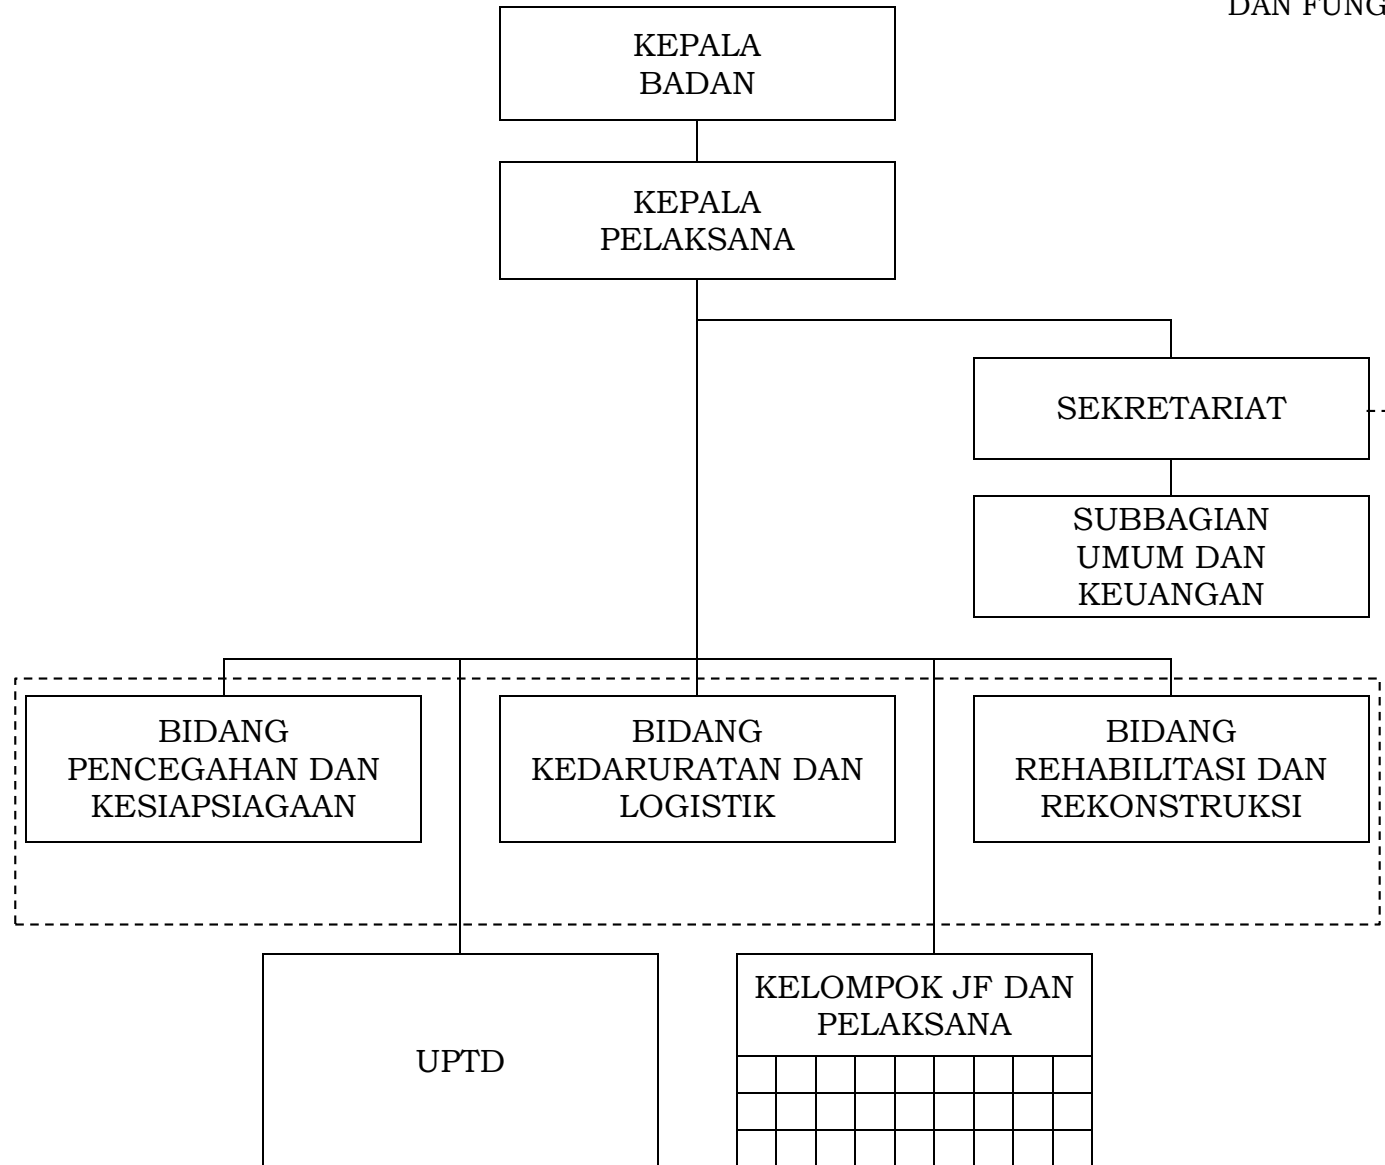 DAN FUNG
KEPALA
BADAN
KEPALA
PELAKSANA
SEKRETARIAT
SUBBAGIAN
UMUM DAN
KEUANGAN
BIDANG
PENCEGAHAN DAN
KESIAPSIAGAAN
BIDANG
KEDARURATAN DAN
LOGISTIK
BIDANG
REHABILITASI DAN
REKONSTRUKSI
UPTD
KELOMPOK JF DAN
PELAKSANA